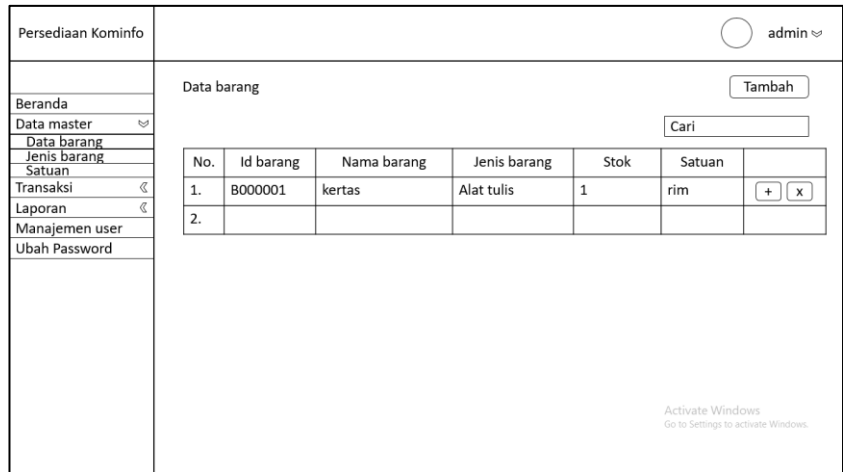 Persediaan Kominfo
admin
Data barang
Tambah
Beranda
Data master
Data barang
Jenis barang
Satuan
Transaksi
Laporan
Manajemen user
Ubah Password
Cari
No. Id barang Nama barang Jenis barang Stok Satuan
1. B000001 kertas Alat tulis 1 rim + x
2.
Activate Windows
Go to Settings to activate Windows.